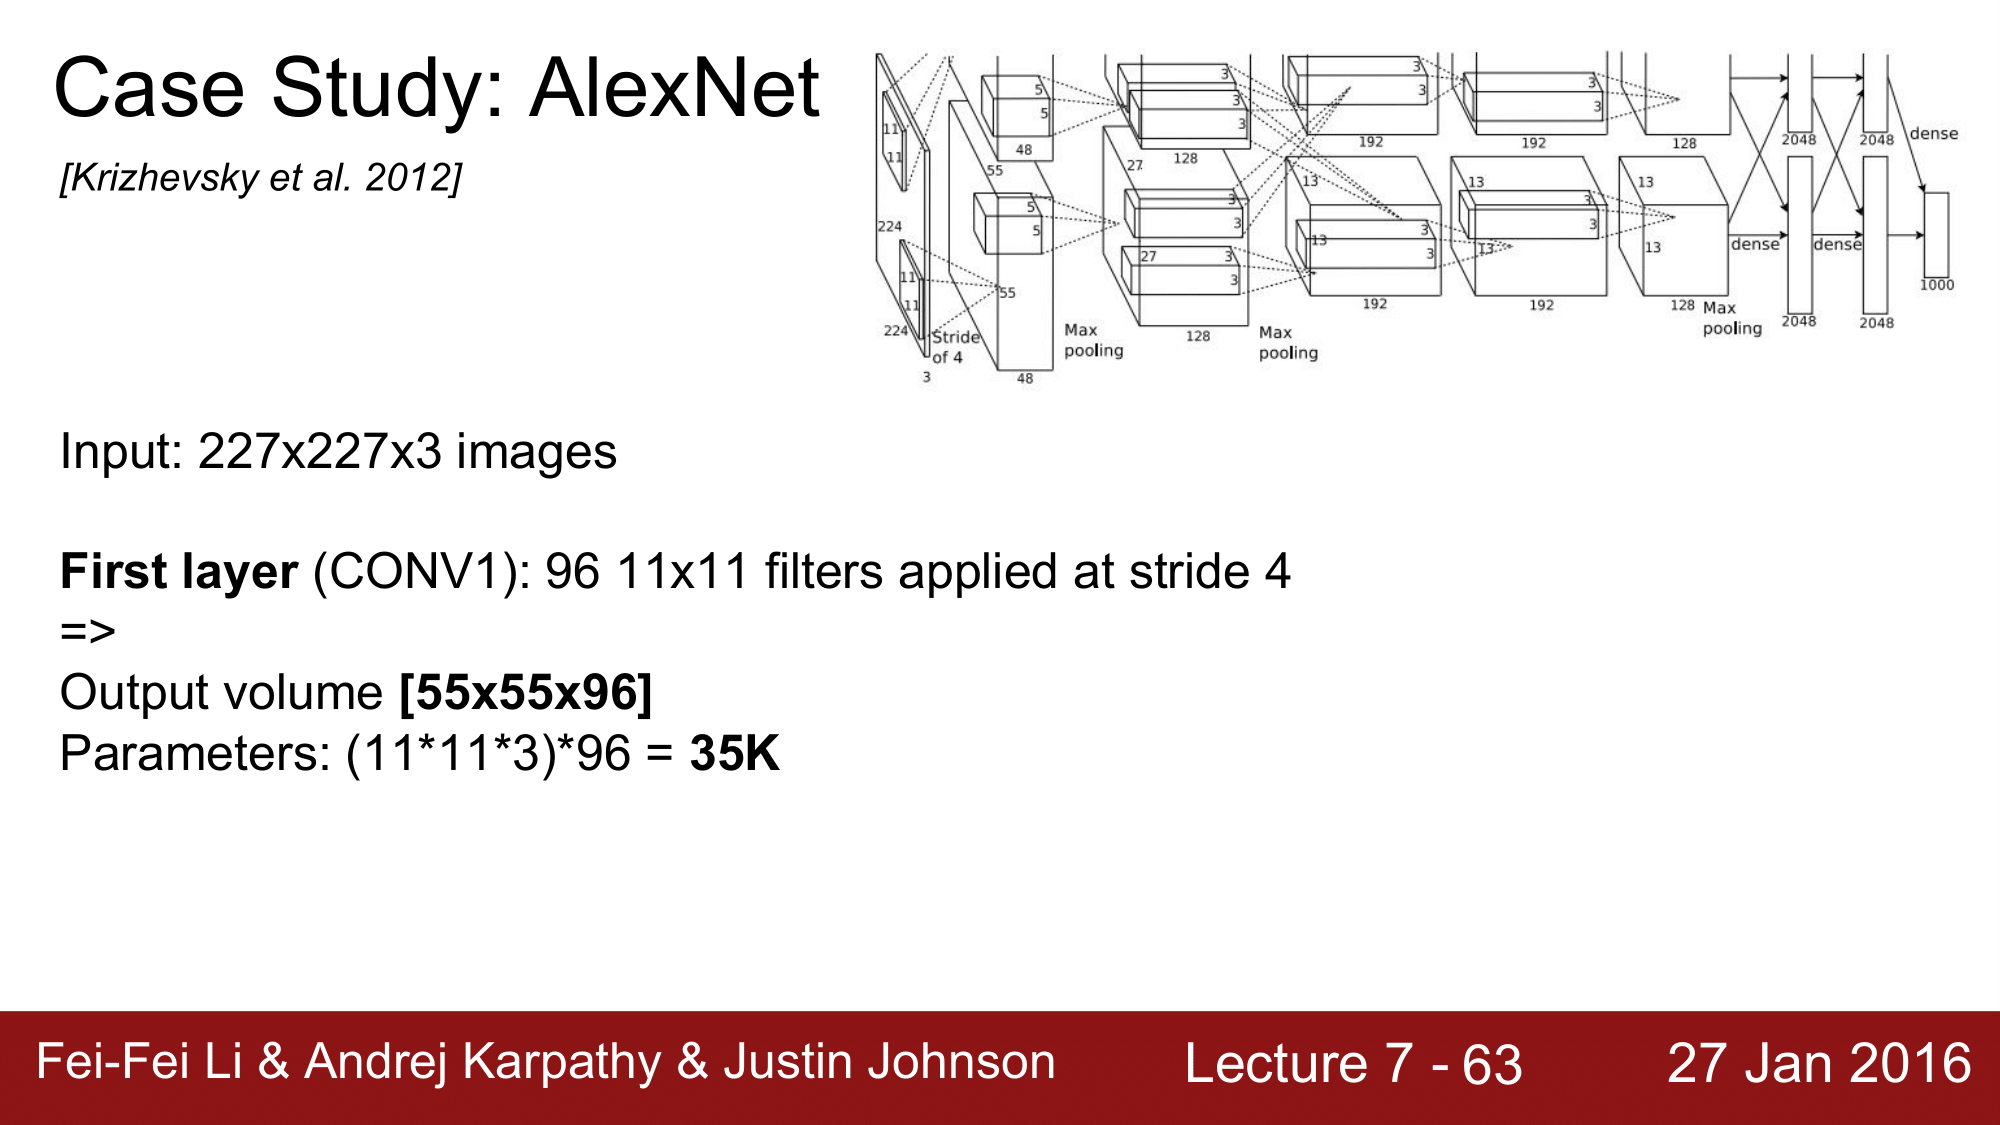 Case Study: AlexNet
[Krizhevsky et al. 2012]
3
3
3
3
5
5
3
3
3
3
11
11
48
128
192
192
128
2048
2048
dense
55
27
13
13
13
5
5
3
3
3
3
3
3
224
13
13
13
dense
dense
27
3
3
11
11
55
1000
192
192
128
2048
2048
224
Stride
of 4
Max
pooling
128
Max
pooling
Max
pooling
3
48
Input: 227x227x3 images
First layer (CONV1): 96 11x11 filters applied at stride 4
=>
Output volume [55x55x96]
Parameters: (11*11*3)*96 = 35K
Fei-Fei Li & Andrej Karpathy & Justin Johnson
Lecture 7 - 63
27 Jan 2016